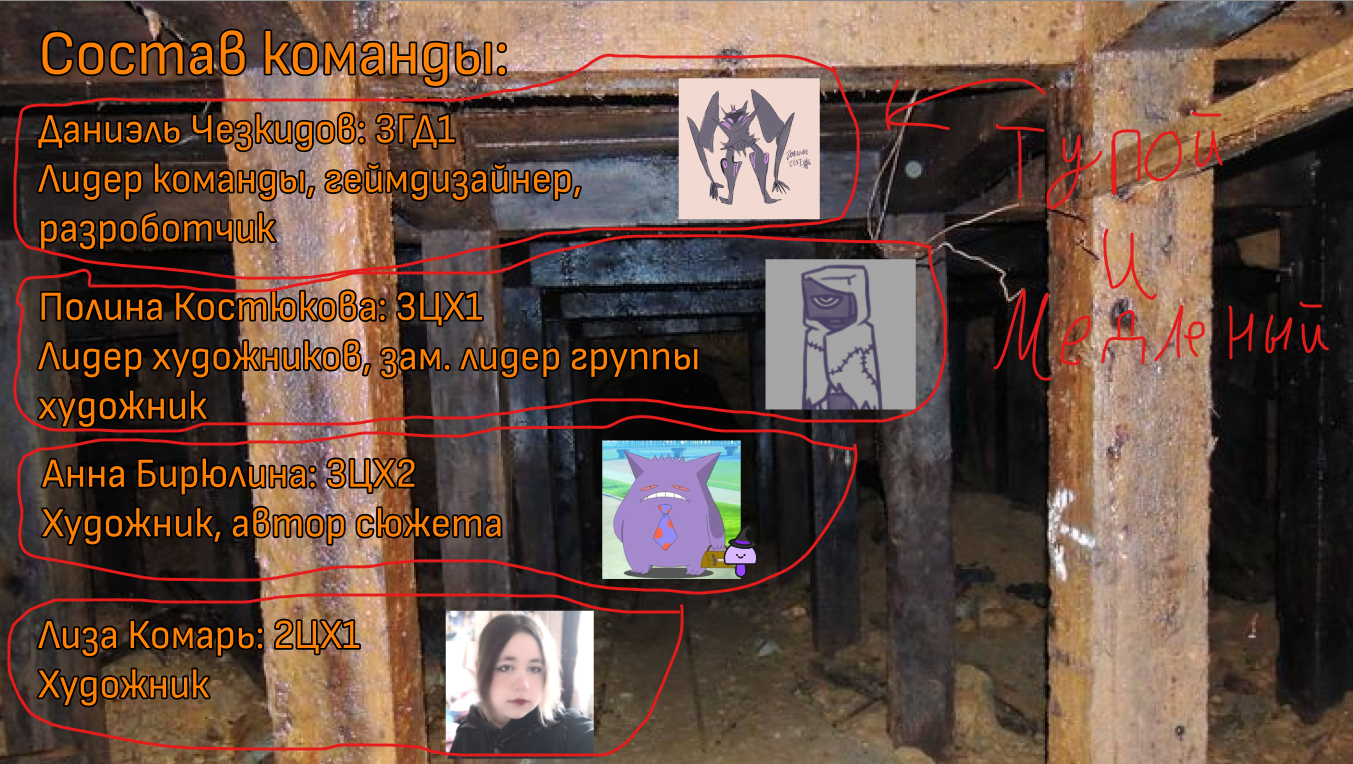 Состав команды:
Даниэль Чезкидов: 3ГД1
Лидер команды, геймдизайнер,
разроботчик
Полина Костюкова: 3ЦХ1
Лидер художников, зам. лидер группы
художник
Анна Бирюлина: 3ЦХ2
Художник, автор сюжета
Лиза Комарь: 2ЦХ1
Художник
Тупой
и
Медленый